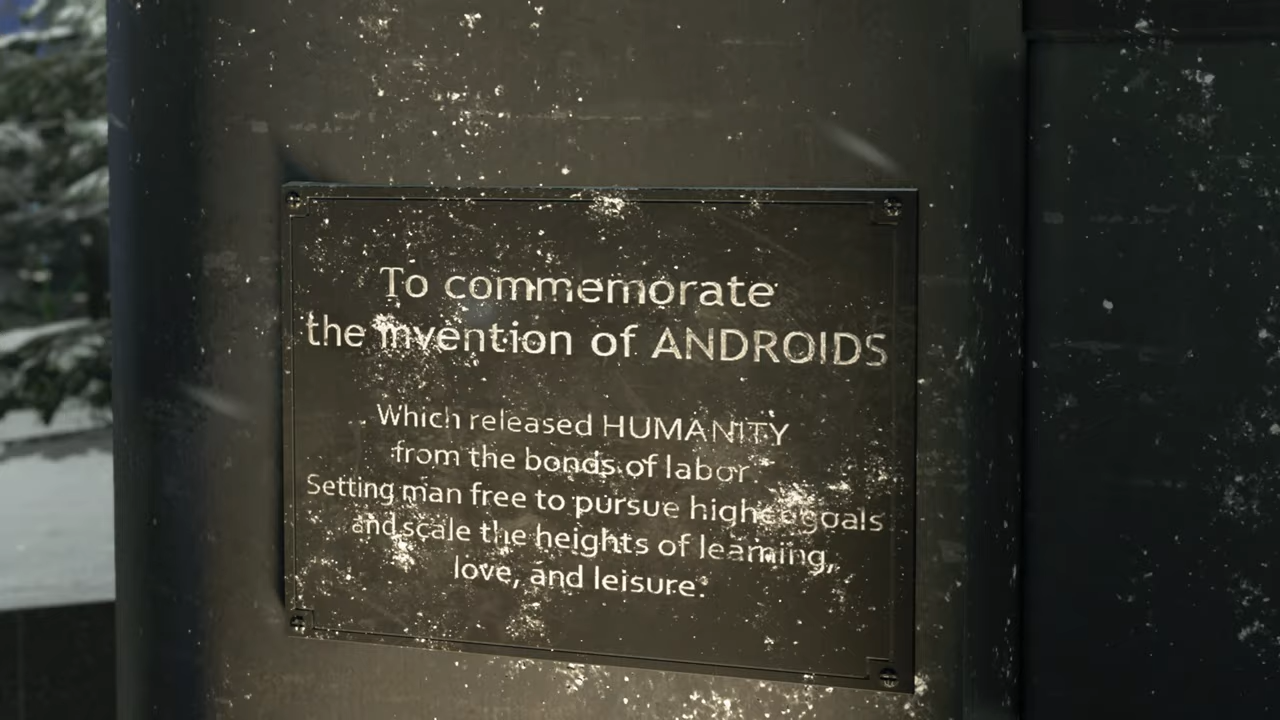 To commemorate
the invention of ANDROIDS
Which released HUMANITY
from the bonds of labor.
Setting man free to pursue higher goals
and scale the heights of learning,
love, and leisure.